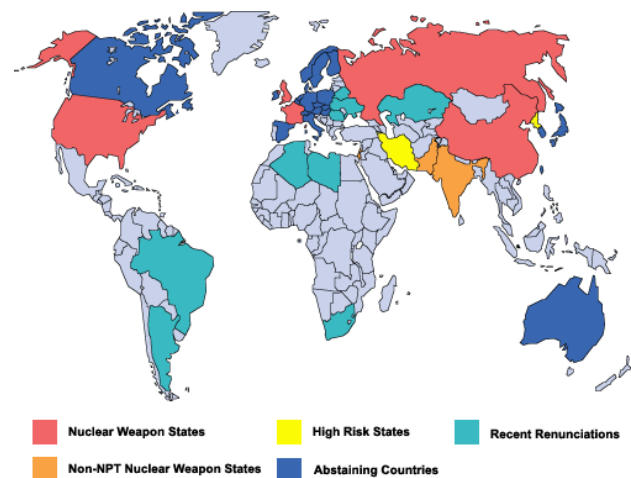 Nuclear Weapon States
High Risk States
Recent Renunciations
Non-NPT Nuclear Weapon States
Abstaining Countries